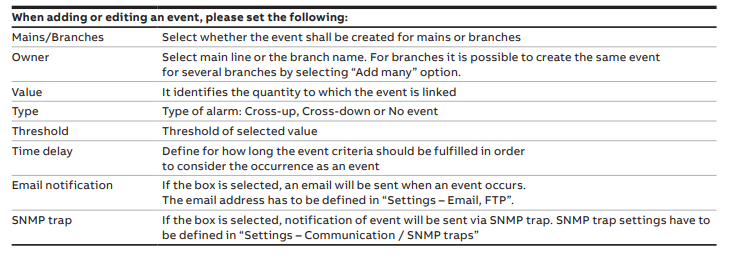 When adding or editing an event, please set the following:
Mains/Branches Select whether the event shall be created for mains or branches
Owner Select main line or the branch name. For branches it is possible to create the same event
for several branches by selecting “Add many” option.
Value It identifies the quantity to which the event is linked
Type Type of alarm: Cross-up, Cross-down or No event
Threshold Threshold of selected value
Time delay Define for how long the event criteria should be fulfilled in order
to consider the occurrence as an event
Email notification If the box is selected, an email will be sent when an event occurs.
The email address has to be defined in “Settings – Email, FTP”.
SNMP trap If the box is selected, notification of event will be sent via SNMP trap. SNMP trap settings have to
be defined in “Settings – Communication / SNMP traps”